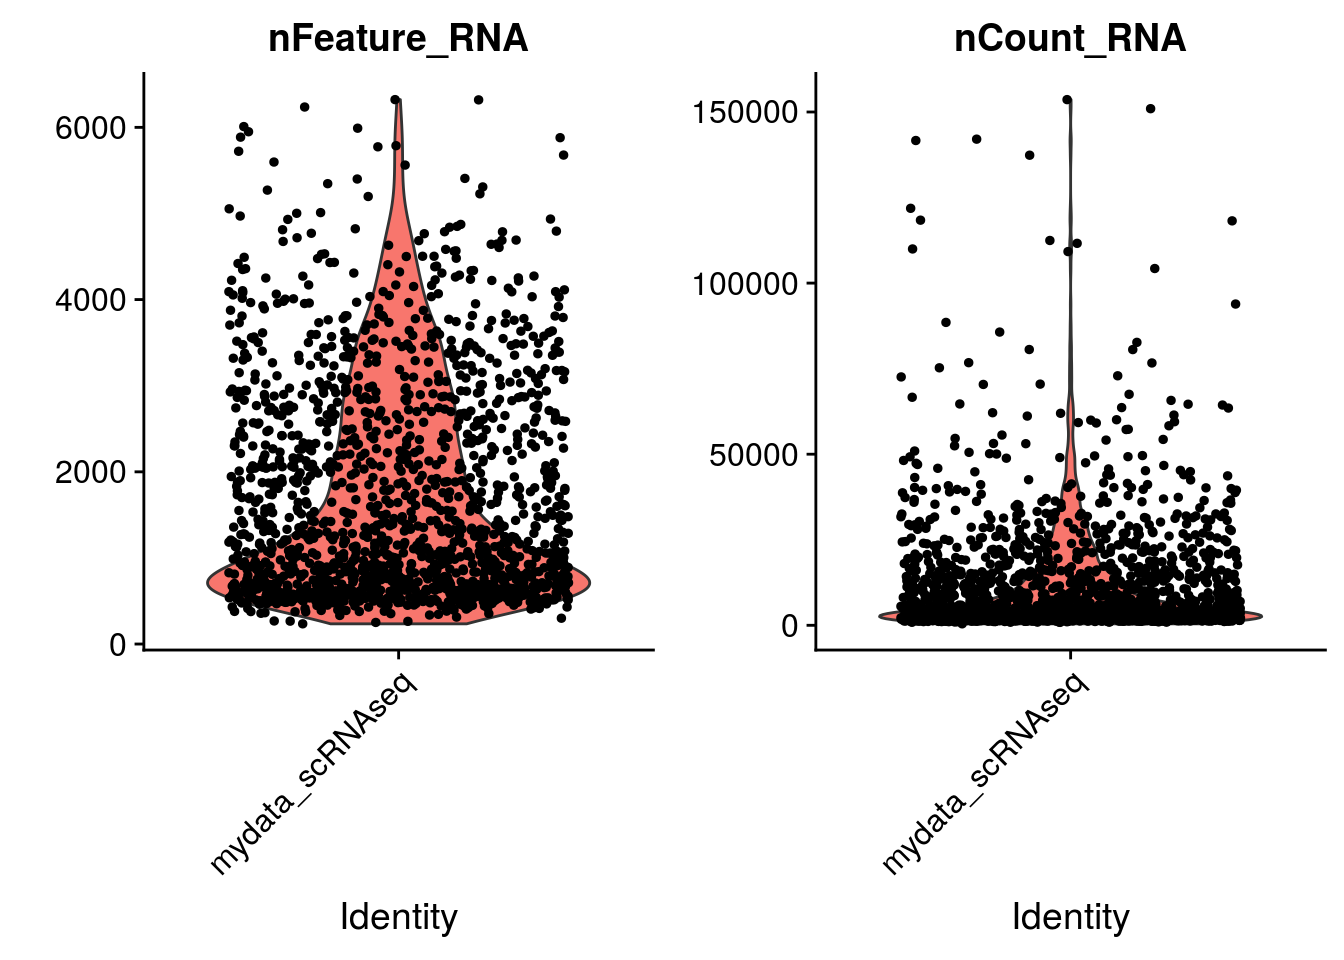 nFeature_RNA
6000
4000
2000
0
mydata_scRNAseq
Identity
nCount_RNA
150000
100000
50000
0
mydata_scRNAseq
Identity